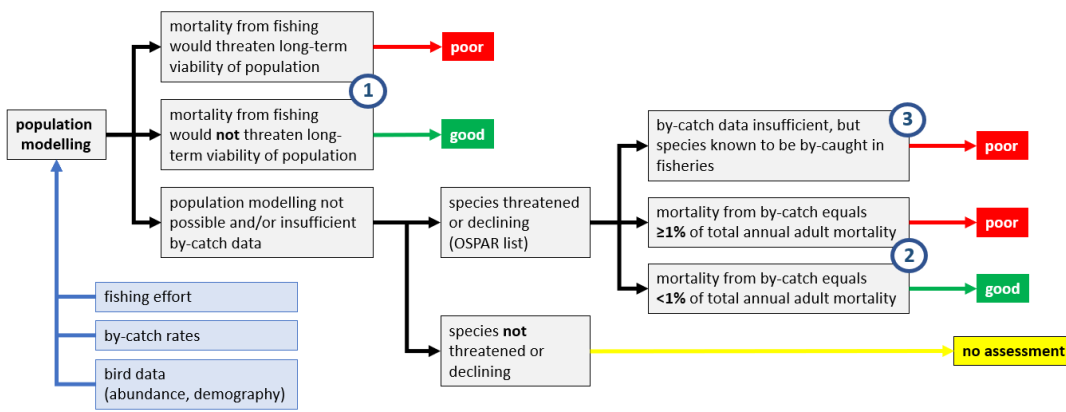 mortality from fishing
would threaten long-term
viability of population
poor
1
mortality from fishing
would not threaten long-
term viability of population
good
population
modelling
population modelling not
possible and/or insufficient
by-catch data
species threatened
or declining
(OSPAR list)
3
by-catch data insufficient, but
species known to be by-caught in
fisheries
poor
mortality from by-catch equals
≥1% of total annual adult mortality
poor
2
mortality from by-catch equals
<1% of total annual adult mortality
good
species not
threatened or
declining
no assessment
fishing effort
by-catch rates
bird data
(abundance, demography)